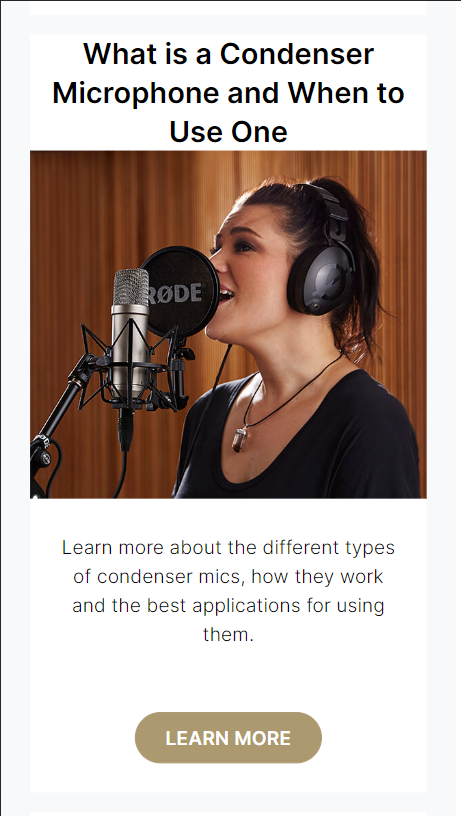 What is a Condenser
Microphone and When to
Use One
RØDE
Learn more about the different types
of condenser mics, how they work
and the best applications for using
them.
LEARN MORE